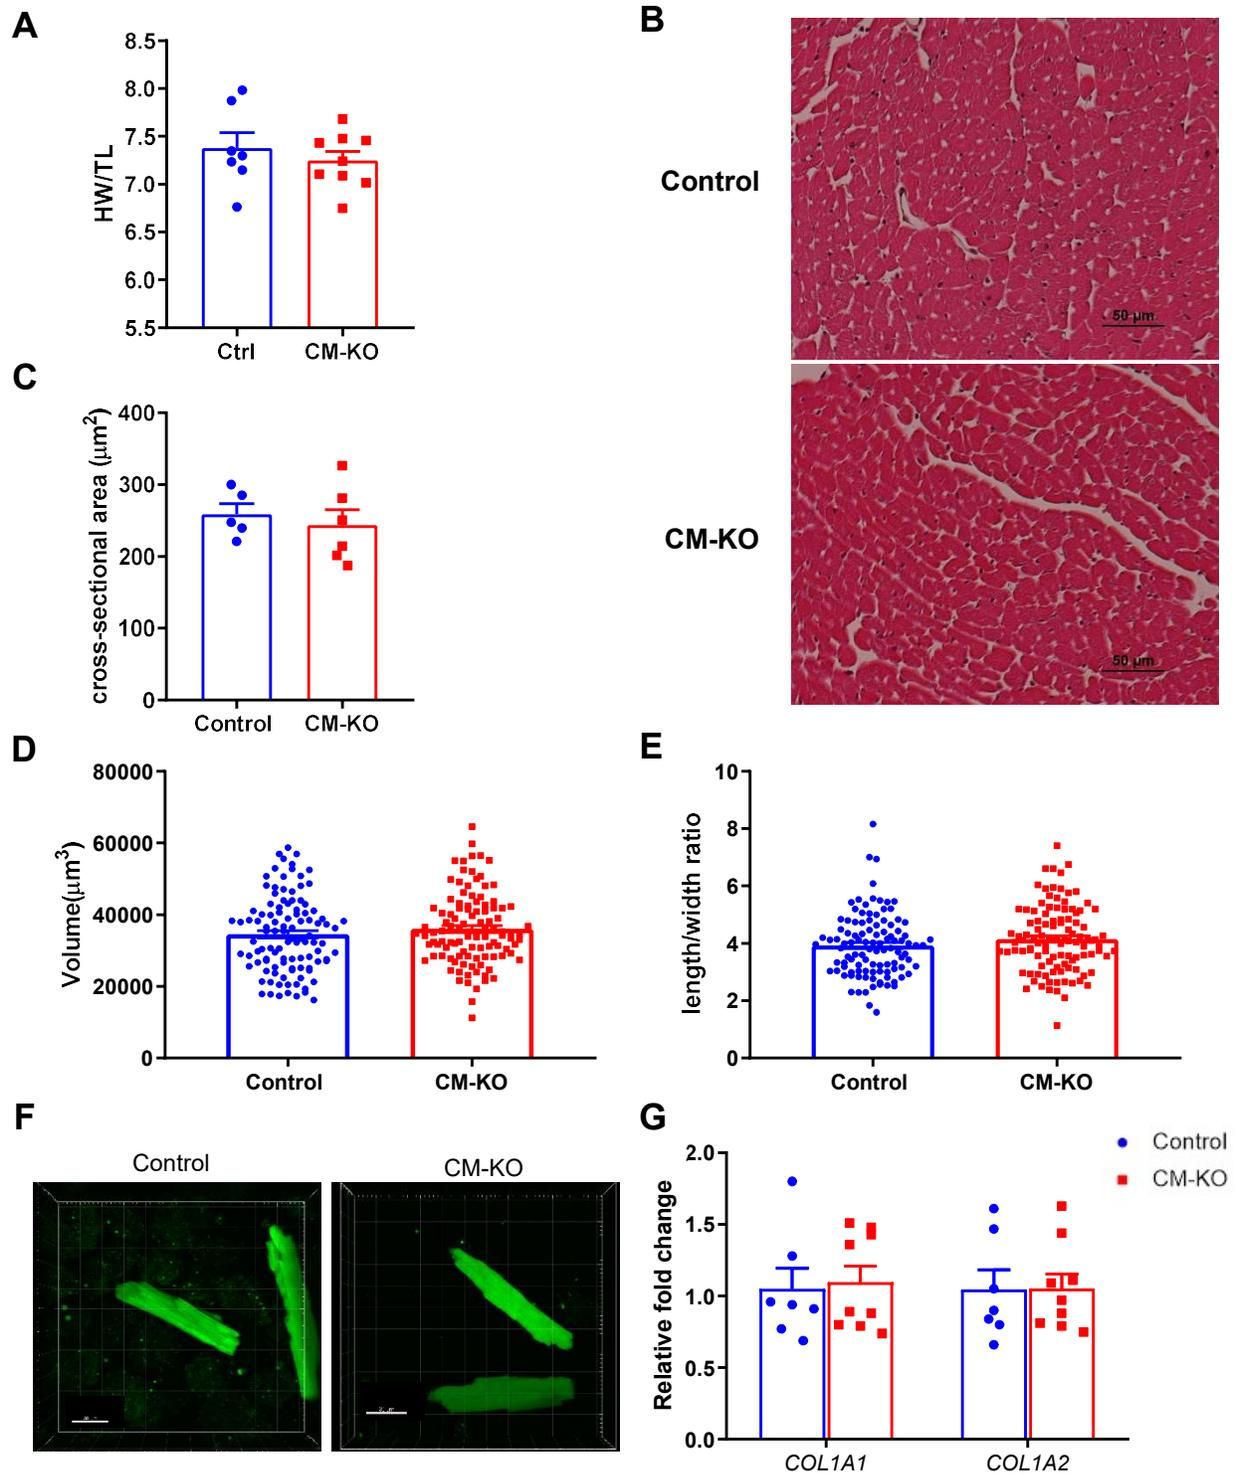 A
HW/TL
8.5
8.0
7.5
7.0
6.5
6.0
5.5
Ctrl
CM-KO
B
Control
50 μm
CM-KO
50 μm
C
cross-sectional area (μm²)
400
300
200
100
0
Control
CM-KO
D
Volume(μm³)
80000
60000
40000
20000
0
Control
CM-KO
E
length/width ratio
10
8
6
4
2
0
Control
CM-KO
F
Control
CM-KO
G
Relative fold change
2.0
1.5
1.0
0.5
0.0
COL1A1
COL1A2
Control
CM-KO